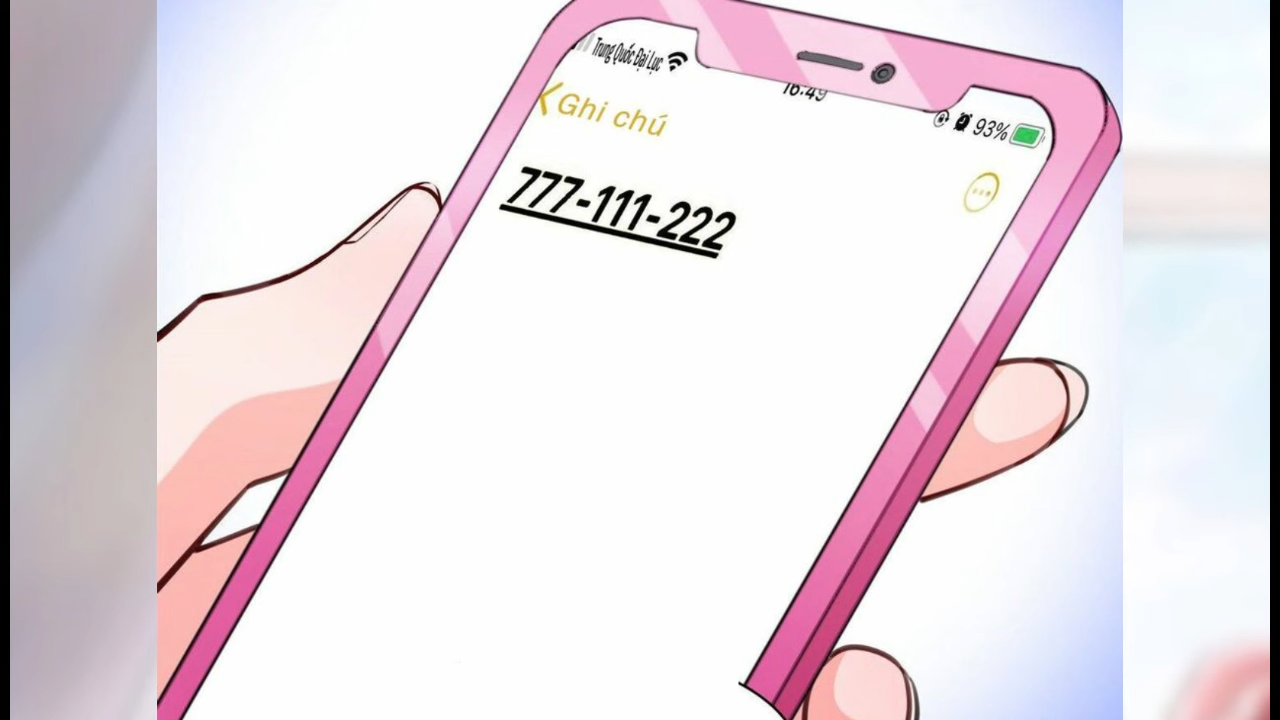 Trung Quốc Đại Lục
16:49
93%
Ghi chú
777-111-222